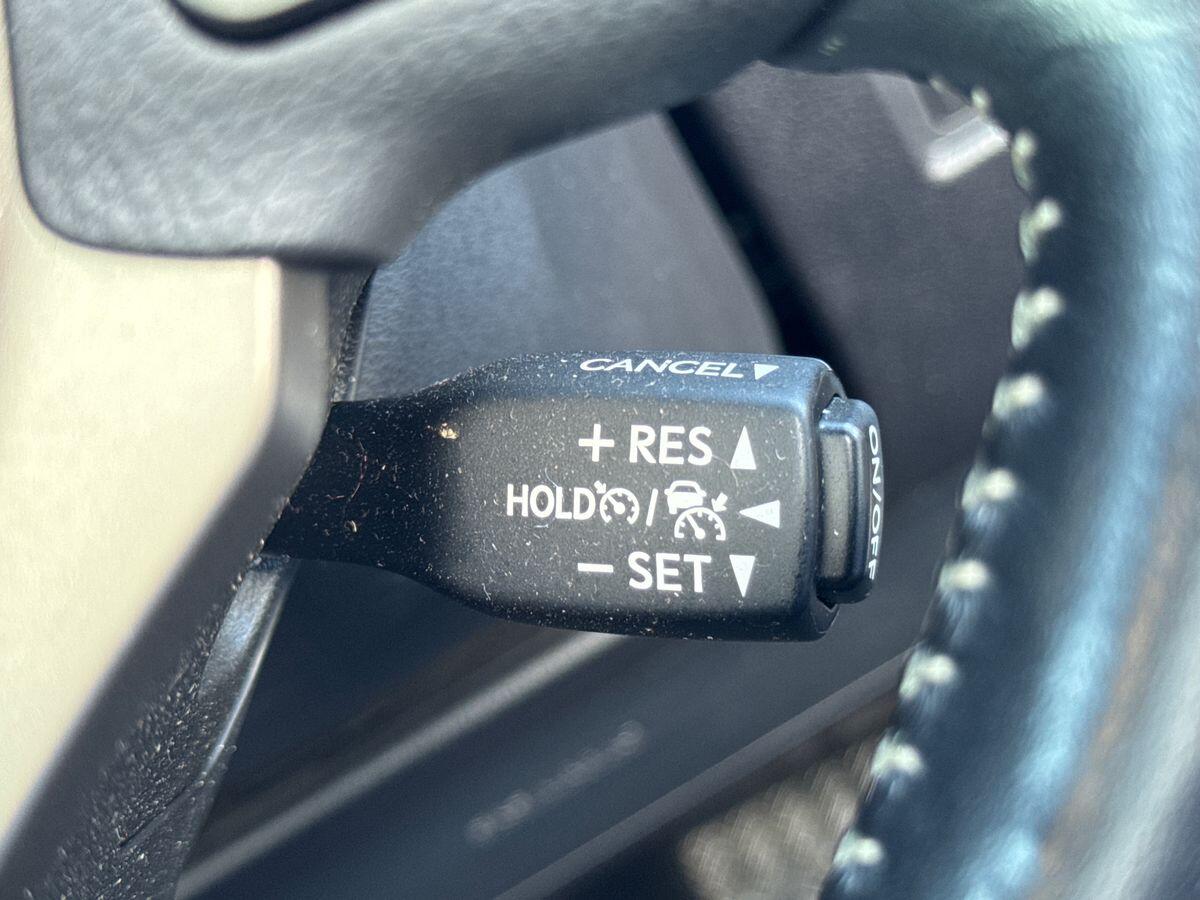 CANCEL▼
+ RES ▲
HOLD / ◀
− SET ▼
ON/OFF